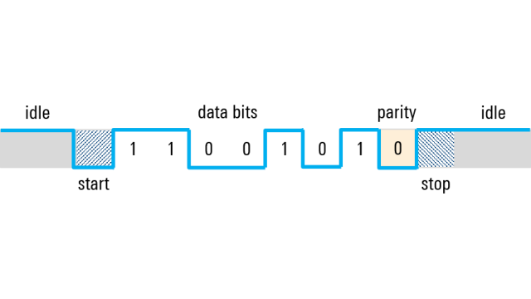 idle data bits parity idle
1 1 0 0 1 0 1 0
start stop